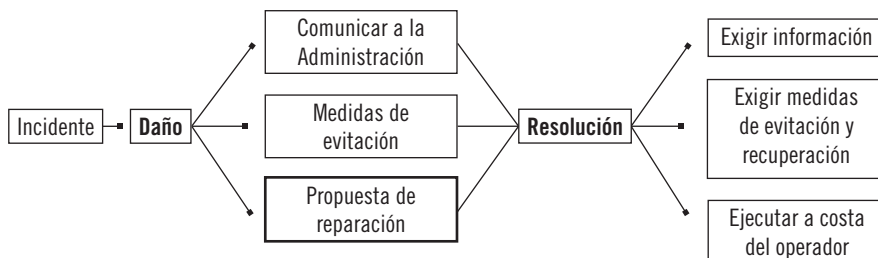 Incidente
Daño
Comunicar a la
Administración
Medidas de
evitación
Propuesta de
reparación
Resolución
Exigir información
Exigir medidas
de evitación y
recuperación
Ejecutar a costa
del operador